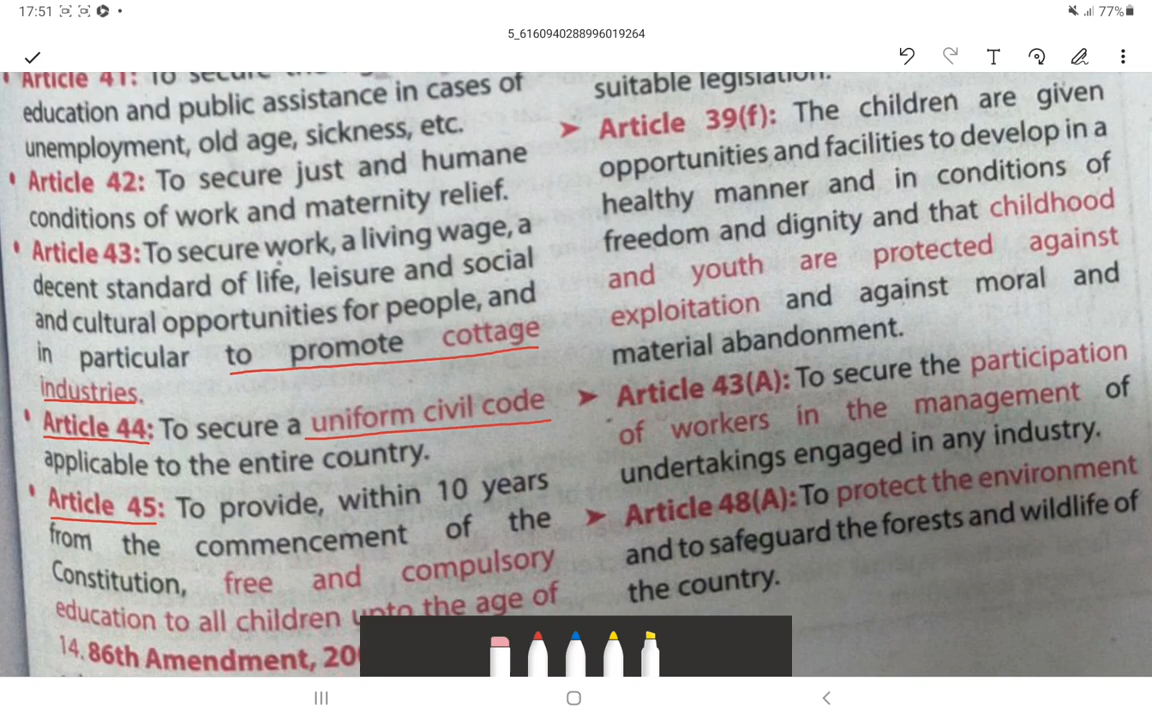 17:51
77%
5_6160940288996019264
T
Article 41: To secure
education and public assistance in cases of
unemployment, old age, sickness, etc.
Article 42: To secure just and humane
conditions of work and maternity relief.
Article 43: To secure work, a living wage, a
decent standard of life, leisure and social
and cultural opportunities for people, and
in particular to promote cottage
industries.
Article 44: To secure a uniform civil code
applicable to the entire country.
Article 45: To provide, within 10 years
from the commencement of the
Constitution, free and compulsory
education to all children upto the age of
14. 86th Amendment,
suitable legislation.
➤ Article 39(f): The children are given
opportunities and facilities to develop in a
healthy manner and in conditions of
freedom and dignity and that childhood
and youth are protected against
exploitation and against moral and
material abandonment.
➤ Article 43(A): To secure the participation
of workers in the management of
undertakings engaged in any industry.
➤ Article 48(A): To protect the environment
and to safeguard the forests and wildlife of
the country.